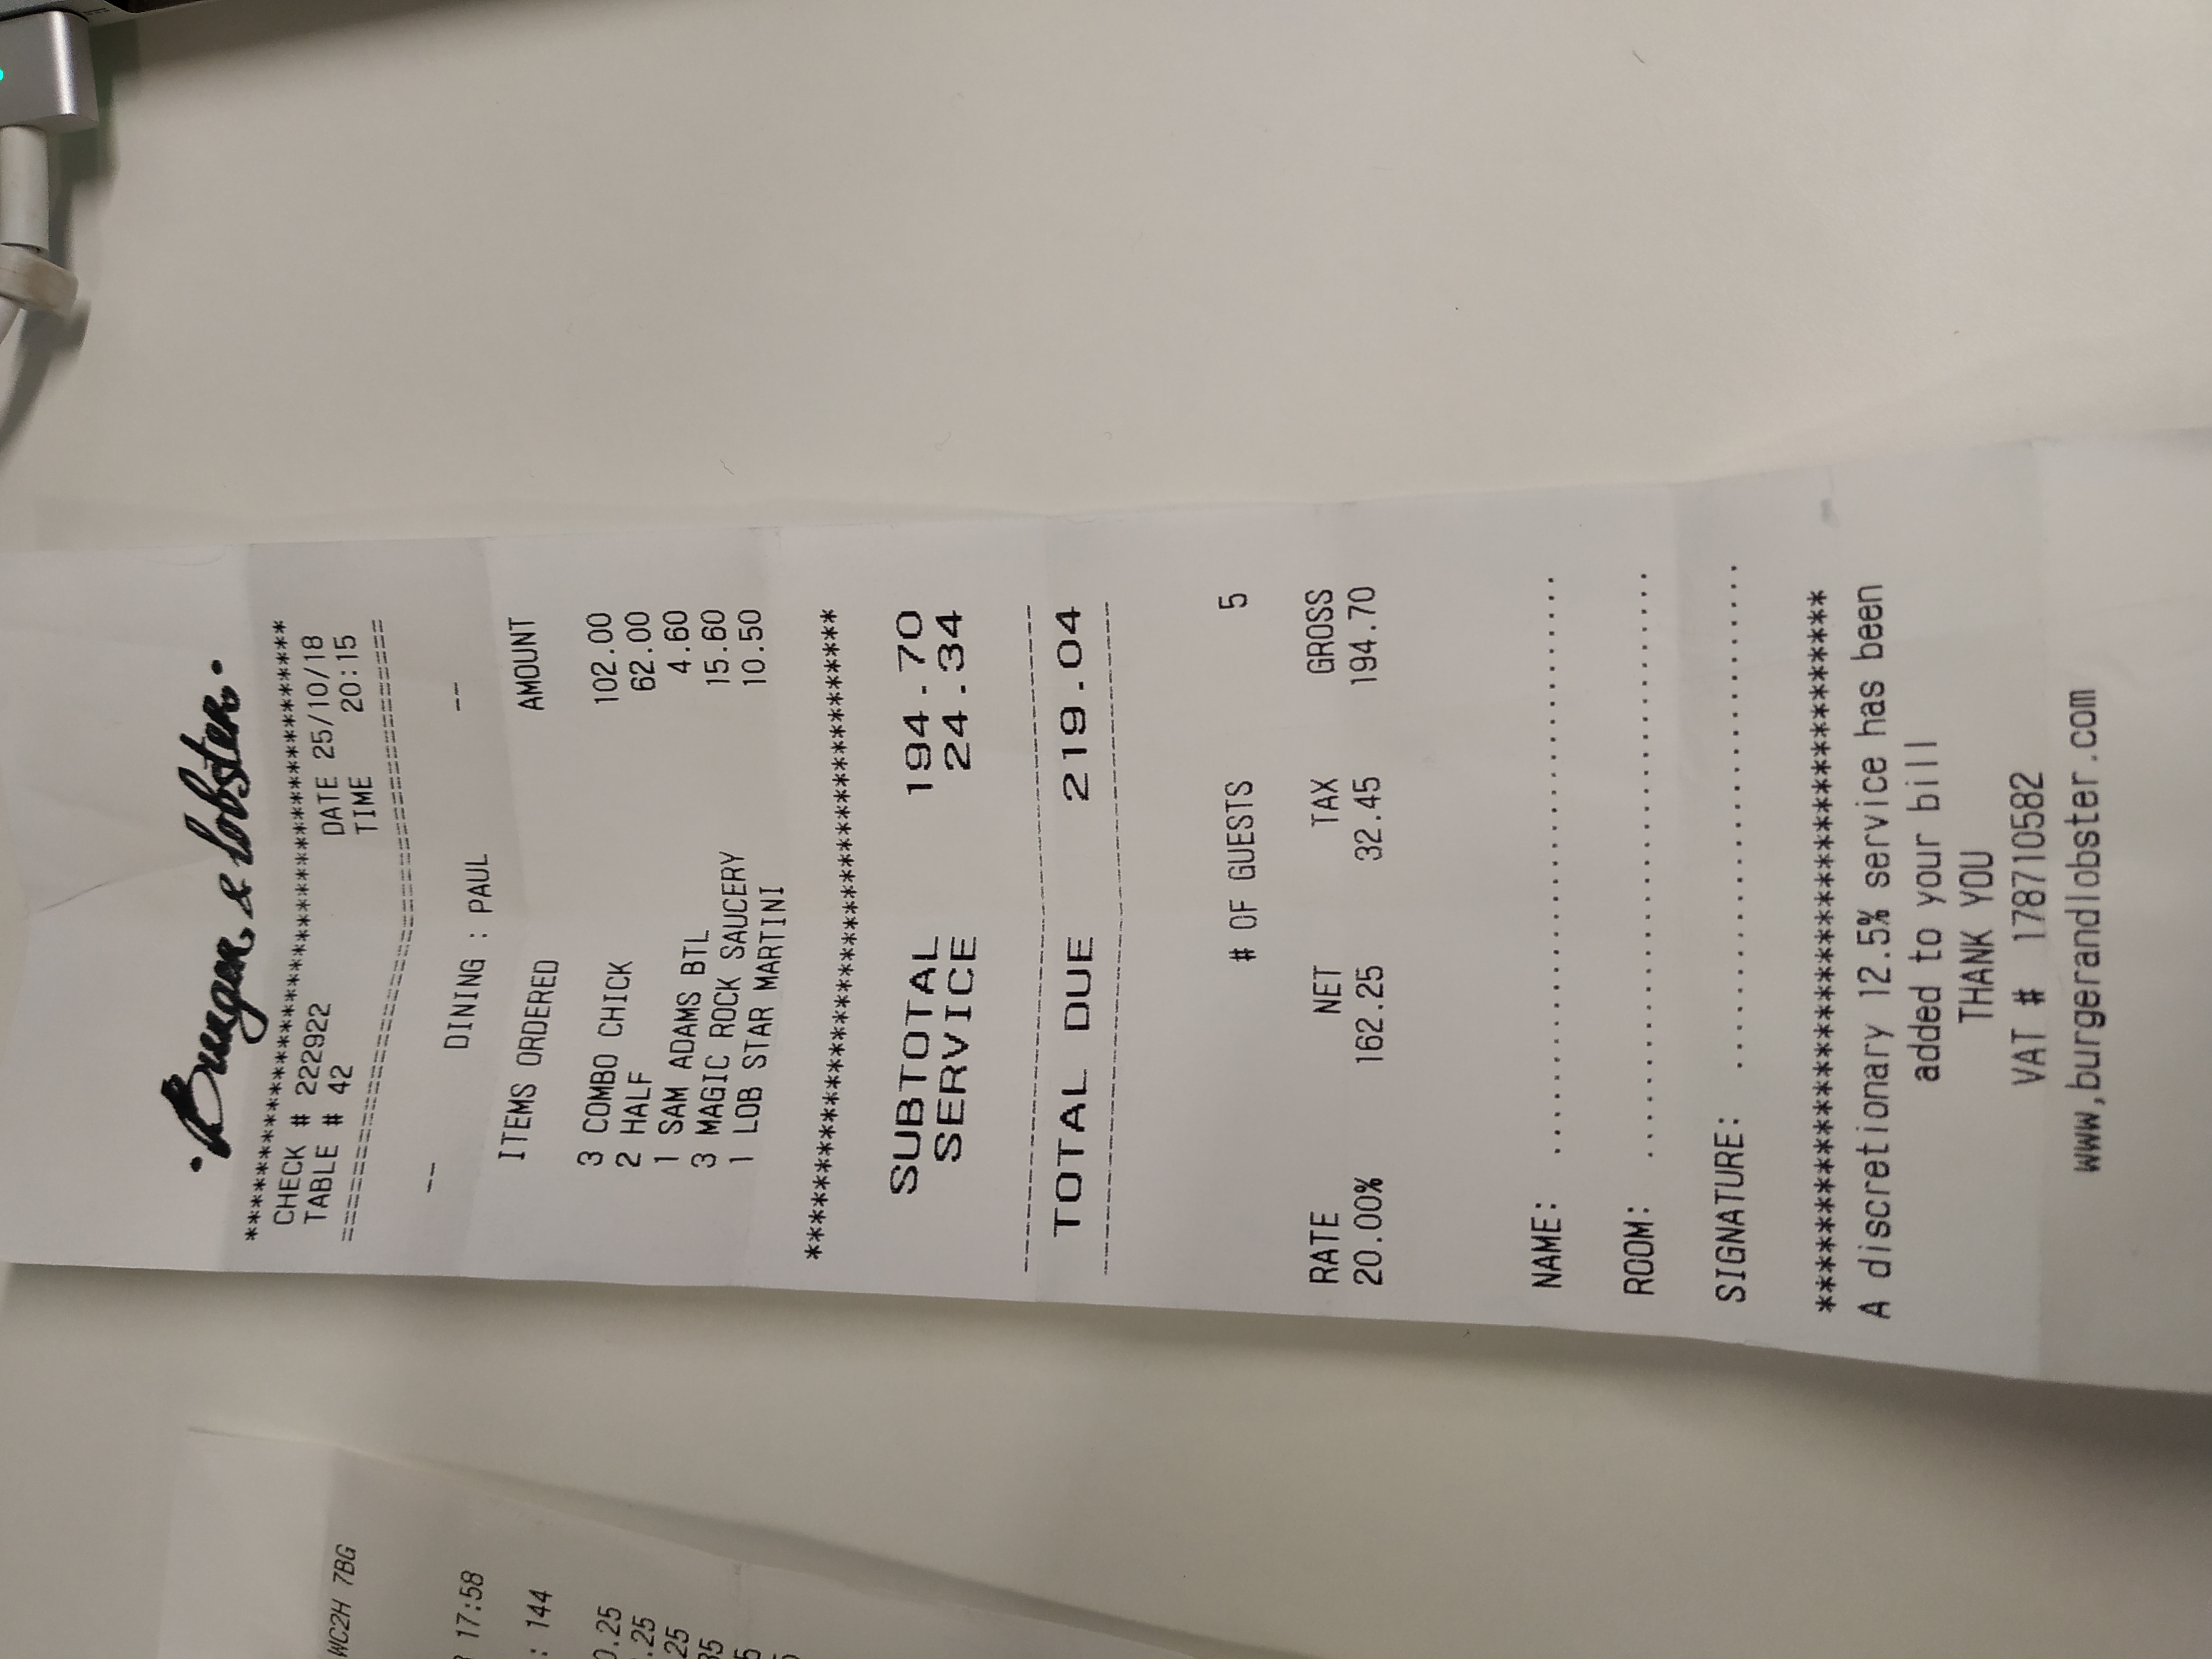 · Burger & lobster ·
****************************************
CHECK # 222922 DATE 25/10/18
TABLE # 42 TIME 20:15
========================================
-- DINING : PAUL --
ITEMS ORDERED AMOUNT
3 COMBO CHICK 102.00
2 HALF 62.00
1 SAM ADAMS BTL 4.60
3 MAGIC ROCK SAUCERY 15.60
1 LOB STAR MARTINI 10.50
****************************************
SUBTOTAL 194.70
SERVICE 24.34
TOTAL DUE 219.04
# OF GUESTS 5
RATE NET TAX GROSS
20.00% 162.25 32.45 194.70
NAME: ................................
ROOM: ................................
SIGNATURE: .......................
****************************************
A discretionary 12.5% service has been
added to your bill
THANK YOU
VAT # 178710582
www,burgerandlobster.com
WC2H 7BG
17:58
: 144
0.25
.25
25
35
5